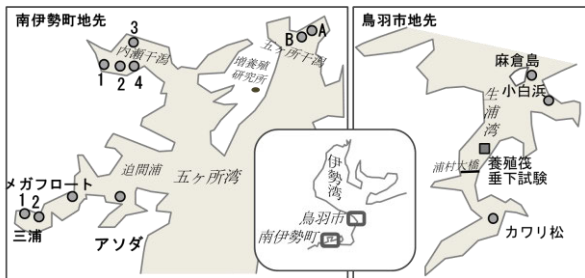 南伊勢町地先
3
内瀬干潟
1 2 4
五ヶ所干潟
B A
増養殖
研究所
迫間浦
五ヶ所湾
メガフロート
1 2
三浦
アソダ
伊勢湾
鳥羽市
南伊勢町
鳥羽市地先
麻倉島
小白浜
生浦湾
浦村大橋
養殖筏
垂下試験
カワリ松